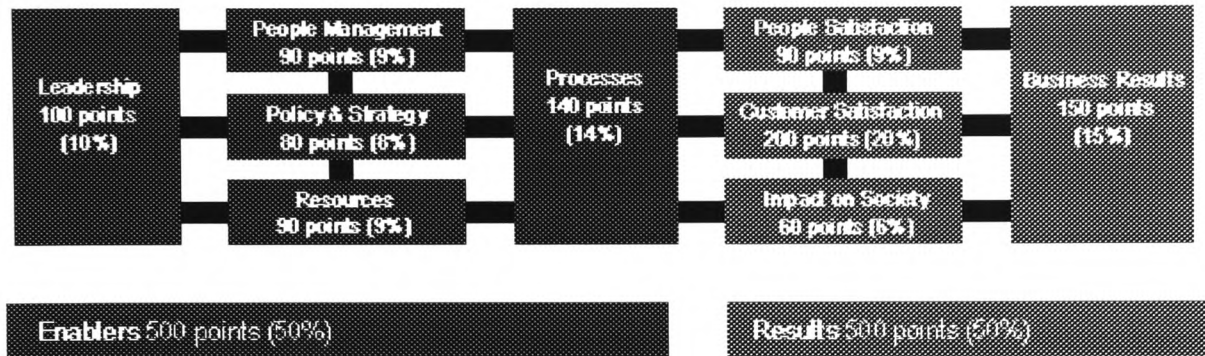 Leadership
100 points
(10%)
People Management
90 points (9%)
Policy & Strategy
80 points (8%)
Resources
90 points (9%)
Processes
140 points
(14%)
People Satisfaction
90 points (9%)
Customer Satisfaction
200 points (20%)
Impact on Society
60 points (6%)
Business Results
150 points
(15%)
Enablers 500 points (50%)
Results 500 points (50%)